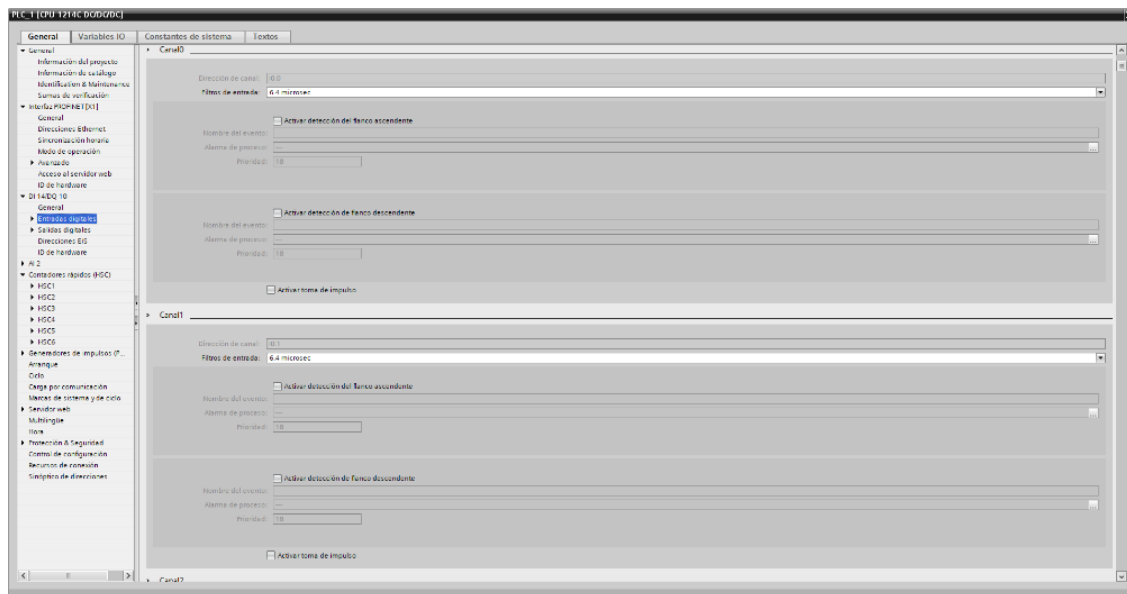 PLC_1 [CPU 1214C DC/DC/DC]
General
Variables IO
Constantes de sistema
Textos
General
Información del proyecto
Información de catálogo
Identification & Maintenance
Sumas de verificación
Interfaz PROFINET [X1]
General
Direcciones Ethernet
Sincronización horaria
Modo de operación
Avanzado
Acceso al servidor web
ID de hardware
DI 14/DQ 10
General
Entradas digitales
Salidas digitales
Direcciones E/S
ID de hardware
AI 2
Contadores rápidos (HSC)
HSC1
HSC2
HSC3
HSC4
HSC5
HSC6
Generadores de impulsos (P...
Arranque
Ciclo
Carga por comunicación
Marcas de sistema y de ciclo
Servidor web
Multilingüe
Hora
Protección & Seguridad
Control de configuración
Recursos de conexión
Sinóptico de direcciones
Canal0
Dirección de canal: I0.0
Filtros de entrada: 6.4 microsec
Activar detección del flanco ascendente
Nombre del evento:
Alarma de proceso: ---
Prioridad: 18
Activar detección de flanco descendente
Nombre del evento:
Alarma de proceso: ---
Prioridad: 18
Activar toma de impulso
Canal1
Dirección de canal: I0.1
Filtros de entrada: 6.4 microsec
Activar detección del flanco ascendente
Nombre del evento:
Alarma de proceso: ---
Prioridad: 18
Activar detección de flanco descendente
Nombre del evento:
Alarma de proceso: ---
Prioridad: 18
Activar toma de impulso
Canal2